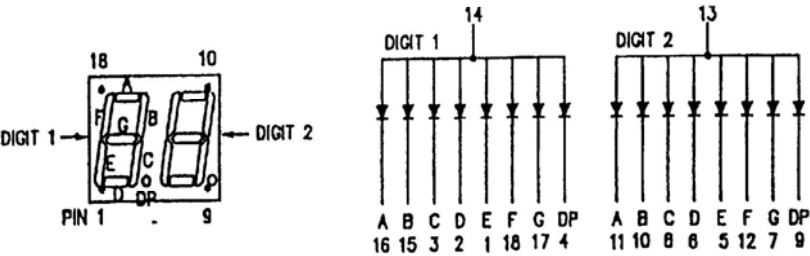 18 10
A
F B
G
DIGIT 1 DIGIT 2
E C
D DP
PIN 1 9
14
DIGIT 1
A B C D E F G DP
16 15 3 2 1 18 17 4
13
DIGIT 2
A B C D E F G DP
11 10 8 6 5 12 7 9